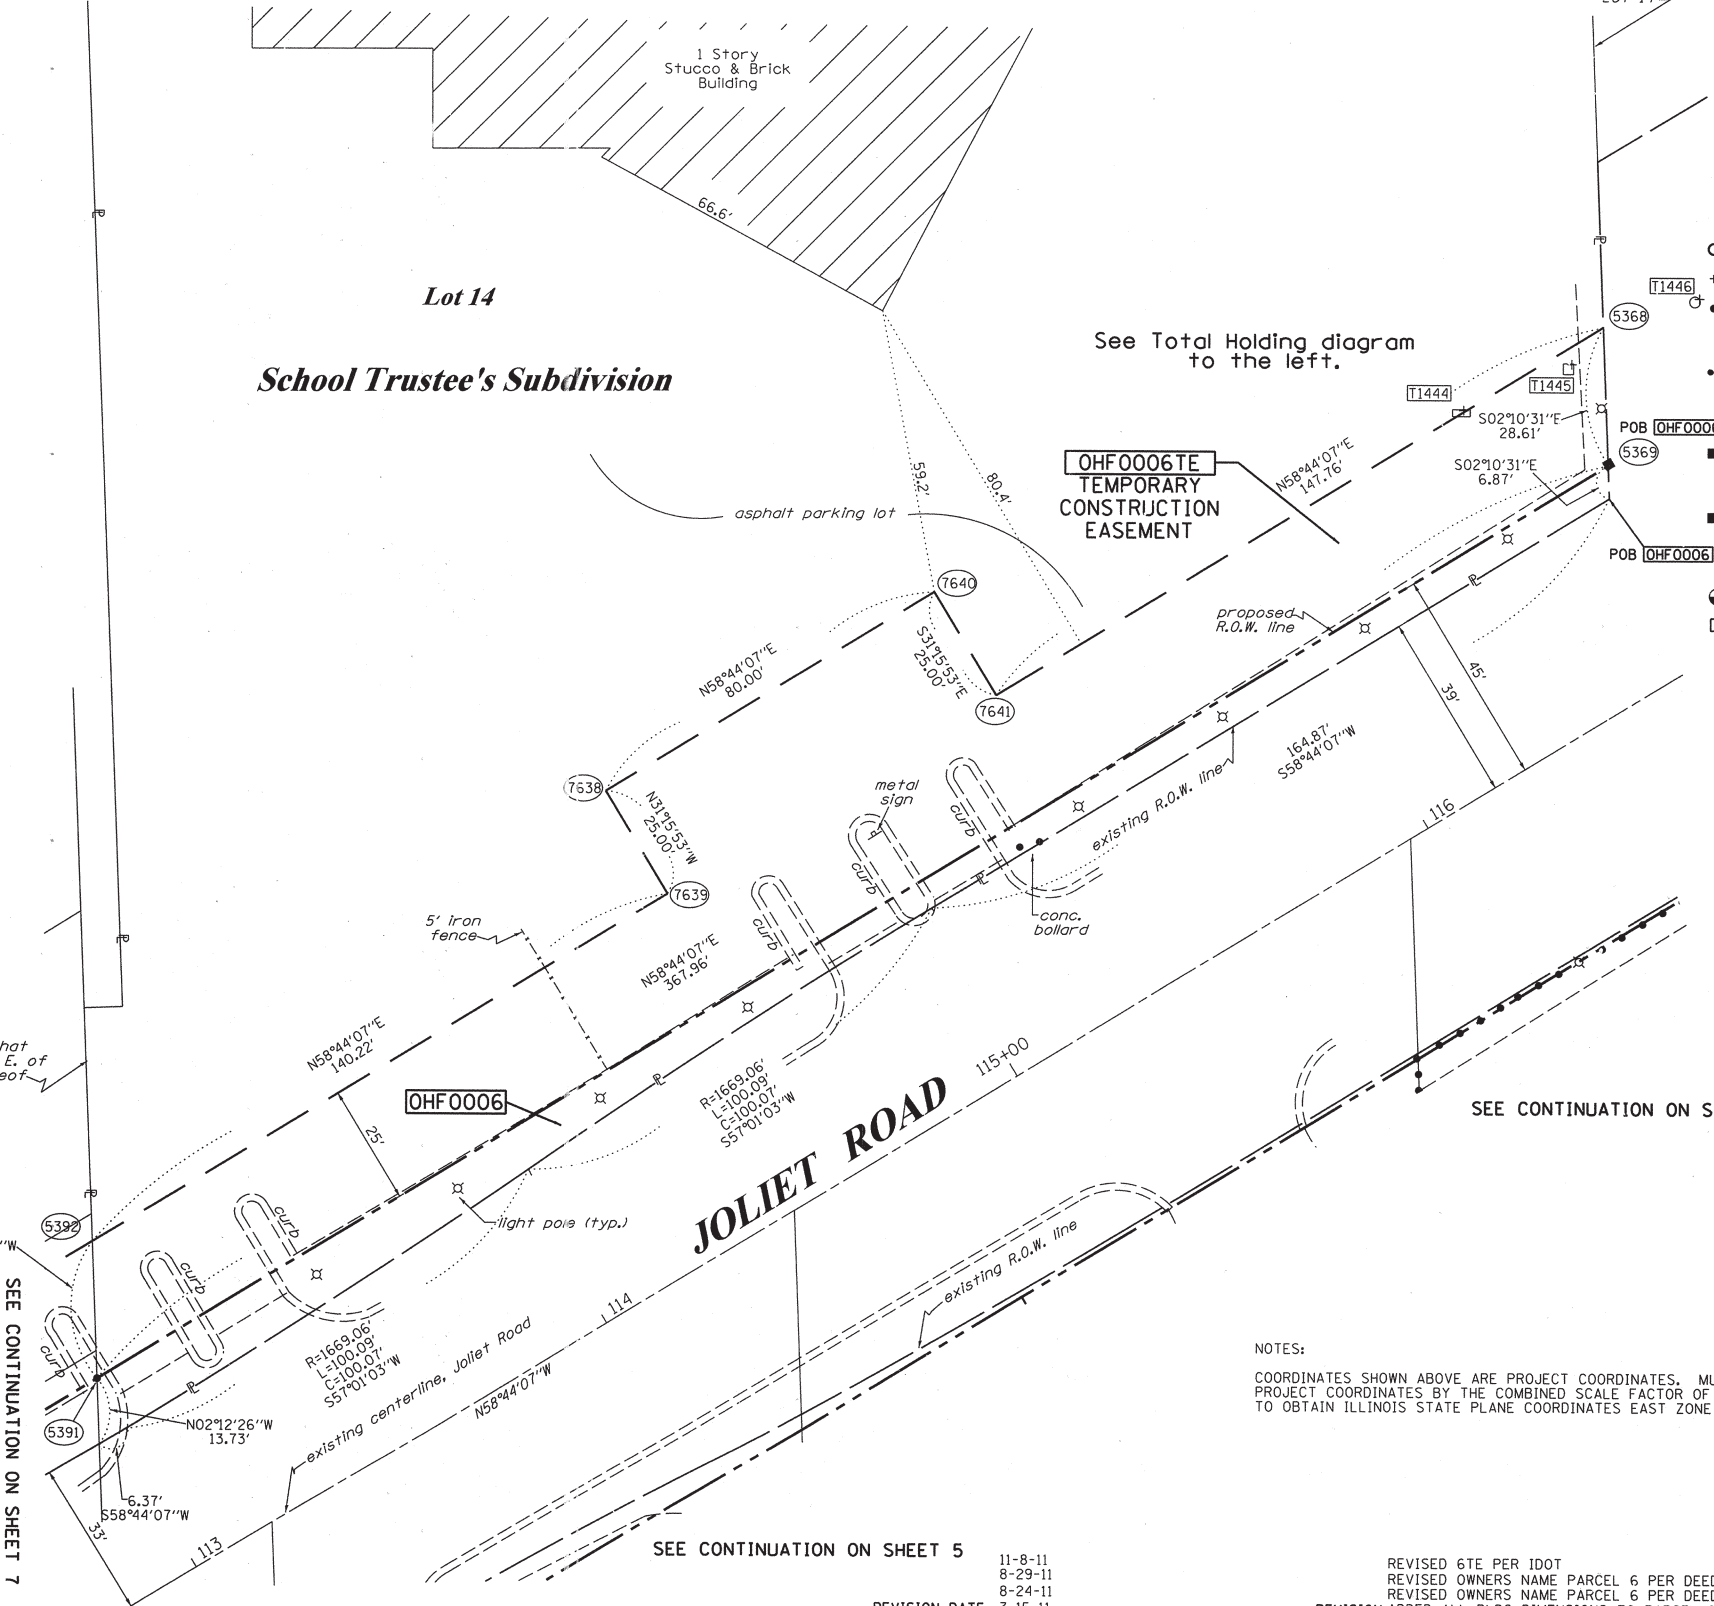 1 Story
Stucco & Brick
Building
66.6'
Lot 14
School Trustee's Subdivision
See Total Holding diagram
to the left.
T1446
5368
T1444
T1445
S02°10'31"E
28.61'
POB OHF0006
5369
S02°10'31"E
6.87'
POB OHF0006
OHF0006TE
TEMPORARY
CONSTRUCTION
EASEMENT
N58°44'07"E
147.76'
59.2'
80.4'
asphalt parking lot
7640
proposed
R.O.W. line
S31°15'53"E
25.00'
N58°44'07"E
80.00'
7641
45'
39'
164.87'
S58°44'07"W
7638
N31°15'53"W
25.00'
metal
sign
curb
existing R.O.W. line
116
7639
curb
5' iron
fence
curb
conc.
bollard
N58°44'07"E
367.96'
N58°44'07"E
140.22'
hat
E. of
eof
OHF0006
25'
R=1669.06'
L=100.09'
C=100.07'
S57°01'03"W
115+00
JOLIET ROAD
SEE CONTINUATION ON S
5392
"W
curb
light pole (typ.)
existing R.O.W. line
curb
114
SEE CONTINUATION ON SHEET 7
curb
R=1669.06'
L=100.09'
C=100.07'
S57°01'03"W
existing centerline, Joliet Road
N58°44'07"W
5391
N02°12'26"W
13.73'
6.37'
S58°44'07"W
33'
113
NOTES:
COORDINATES SHOWN ABOVE ARE PROJECT COORDINATES. MU
PROJECT COORDINATES BY THE COMBINED SCALE FACTOR OF
TO OBTAIN ILLINOIS STATE PLANE COORDINATES EAST ZONE
SEE CONTINUATION ON SHEET 5
11-8-11
8-29-11
8-24-11
REVISED 6TE PER IDOT
REVISED OWNERS NAME PARCEL 6 PER DEED
REVISED OWNERS NAME PARCEL 6 PER DEED